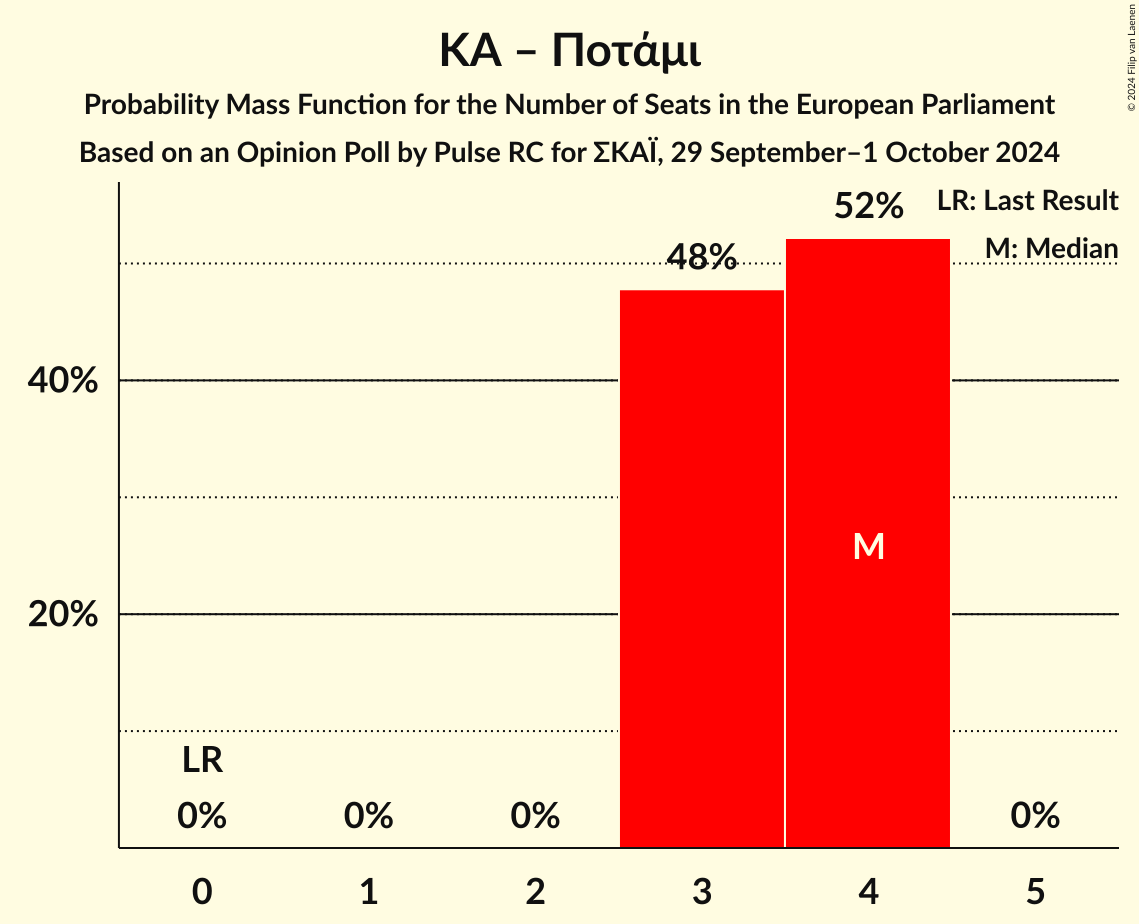 ΚΑ – Ποτάμι
Probability Mass Function for the Number of Seats in the European Parliament
Based on an Opinion Poll by Pulse RC for ΣΚΑΪ, 29 September–1 October 2024
© 2024 Filip van Laenen
LR: Last Result
M: Median
52%
48%
40%
20%
M
LR
0%
0%
0%
0%
0
1
2
3
4
5